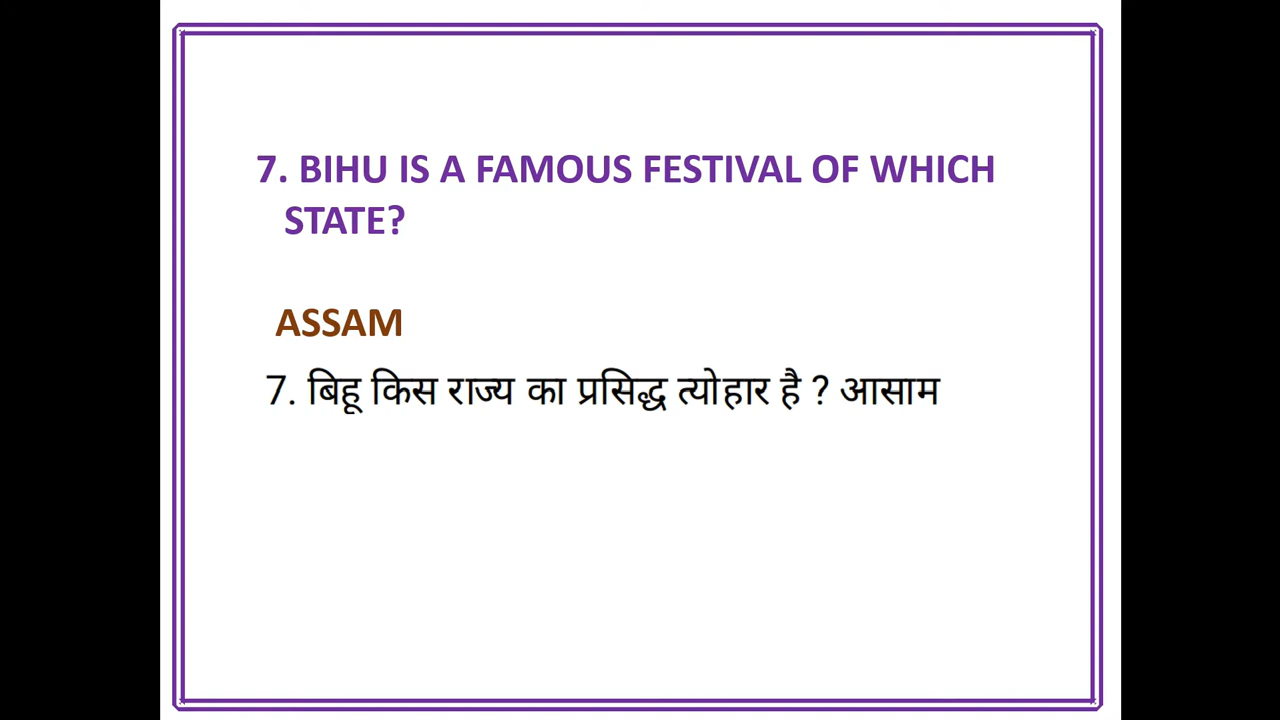 7. BIHU IS A FAMOUS FESTIVAL OF WHICH
STATE?
ASSAM
7. बिहू किस राज्य का प्रसिद्ध त्योहार है ? आसाम